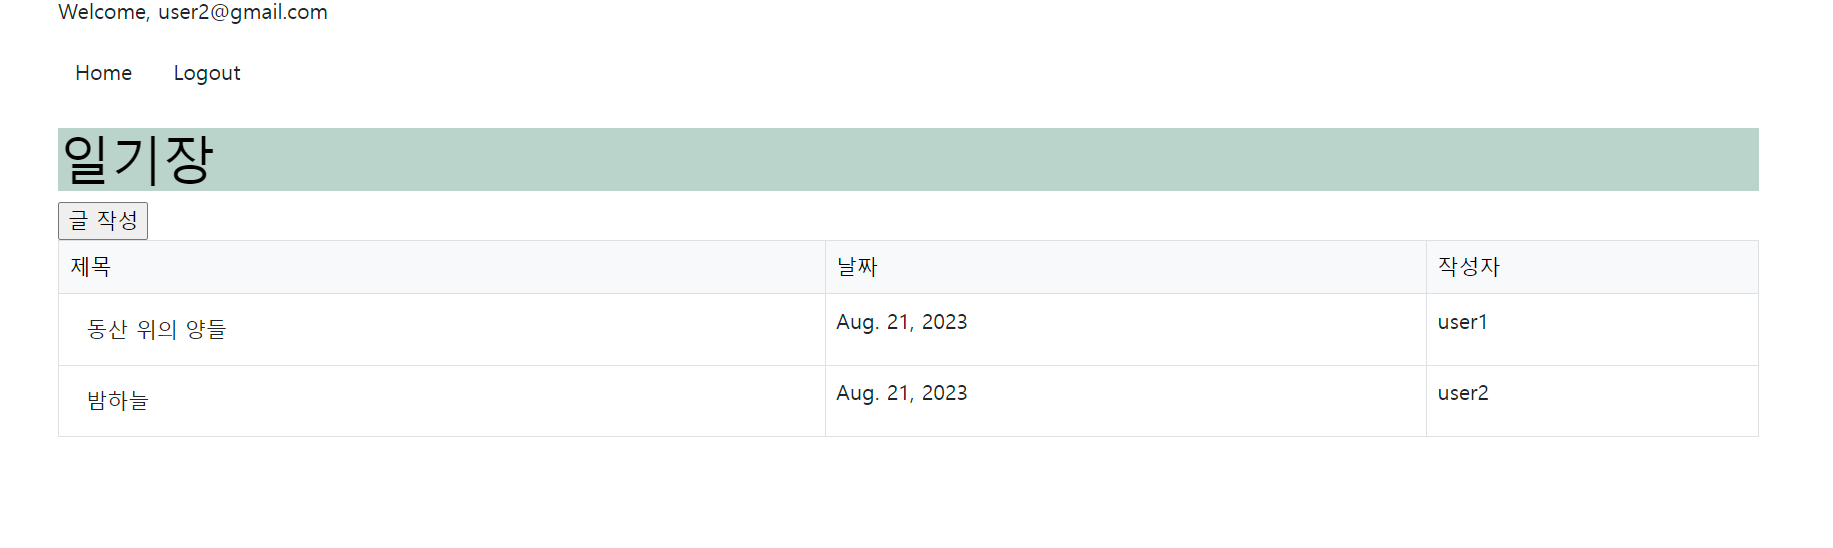 Welcome, user2@gmail.com
Home Logout
일기장
글 작성
제목 날짜 작성자
동산 위의 양들 Aug. 21, 2023 user1
밤하늘 Aug. 21, 2023 user2